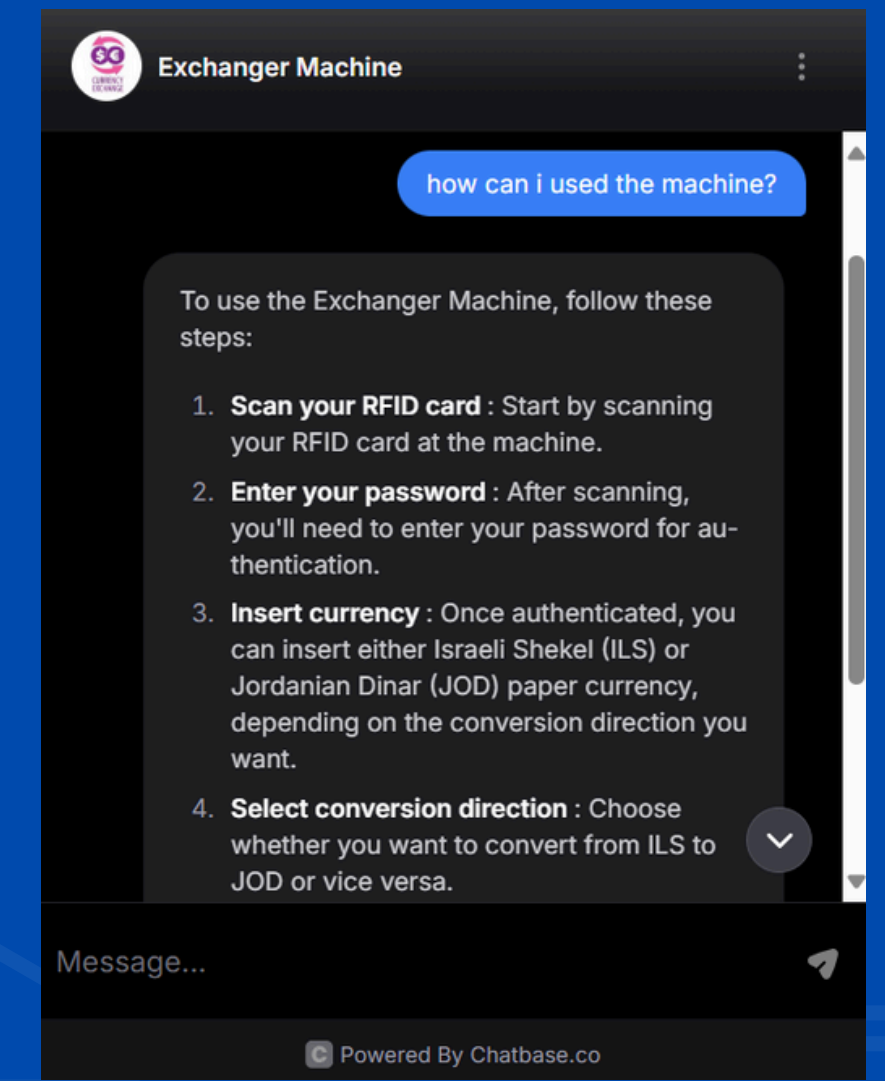 CURRENCY
EXCHANGE
Exchanger Machine
how can i used the machine?
To use the Exchanger Machine, follow these
steps:
1. Scan your RFID card : Start by scanning
your RFID card at the machine.
2. Enter your password : After scanning,
you'll need to enter your password for au-
thentication.
3. Insert currency : Once authenticated, you
can insert either Israeli Shekel (ILS) or
Jordanian Dinar (JOD) paper currency,
depending on the conversion direction you
want.
4. Select conversion direction : Choose
whether you want to convert from ILS to
JOD or vice versa.
Message...
C Powered By Chatbase.co